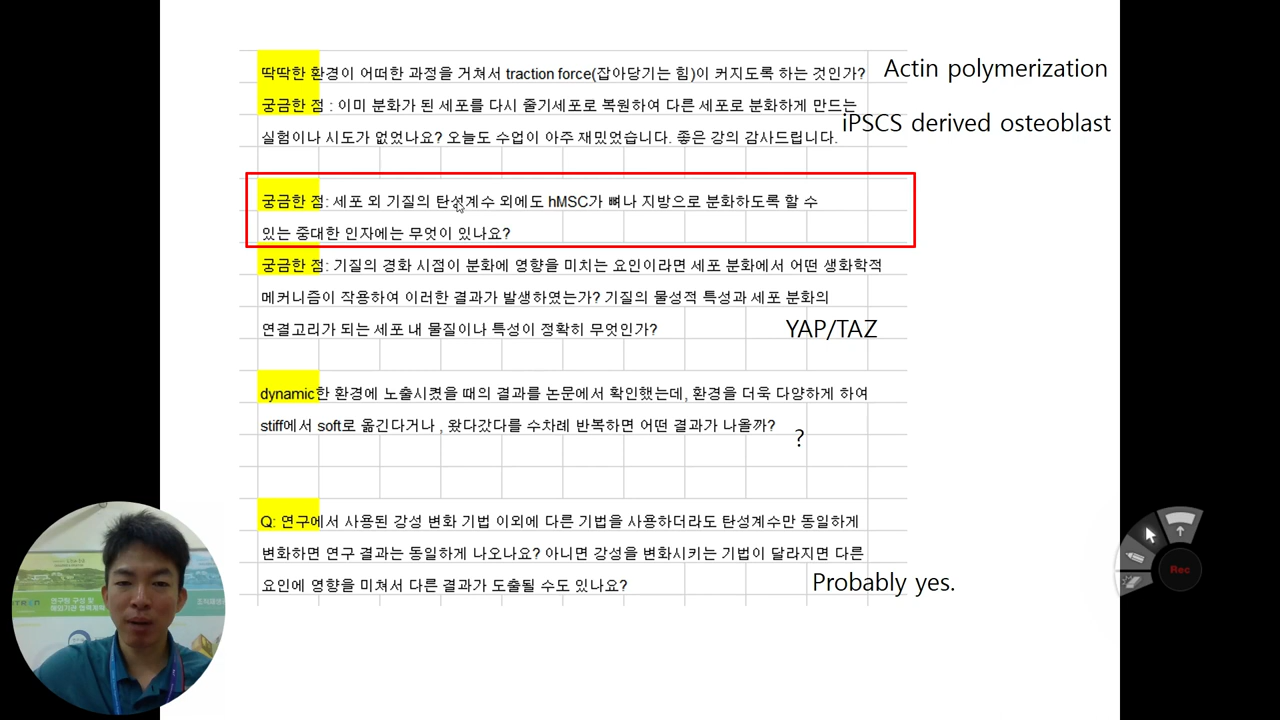 딱딱한 환경이 어떠한 과정을 거쳐서 traction force(잡아당기는 힘)이 커지도록 하는 것인가?
Actin polymerization
궁금한 점 : 이미 분화가 된 세포를 다시 줄기세포로 복원하여 다른 세포로 분화하게 만드는
실험이나 시도가 없었나요? 오늘도 수업이 아주 재밌었습니다. 좋은 강의 감사드립니다.
iPSCS derived osteoblast
궁금한 점: 세포 외 기질의 탄성계수 외에도 hMSC가 뼈나 지방으로 분화하도록 할 수
있는 중대한 인자에는 무엇이 있나요?
궁금한 점: 기질의 경화 시점이 분화에 영향을 미치는 요인이라면 세포 분화에서 어떤 생화학적
메커니즘이 작용하여 이러한 결과가 발생하였는가? 기질의 물성적 특성과 세포 분화의
연결고리가 되는 세포 내 물질이나 특성이 정확히 무엇인가?
YAP/TAZ
dynamic한 환경에 노출시켰을 때의 결과를 논문에서 확인했는데, 환경을 더욱 다양하게 하여
stiff에서 soft로 옮긴다거나 , 왔다갔다를 수차례 반복하면 어떤 결과가 나올까?
?
Q: 연구에서 사용된 강성 변화 기법 이외에 다른 기법을 사용하더라도 탄성계수만 동일하게
변화하면 연구 결과는 동일하게 나오나요? 아니면 강성을 변화시키는 기법이 달라지면 다른
요인에 영향을 미쳐서 다른 결과가 도출될 수도 있나요?
Probably yes.
Rec